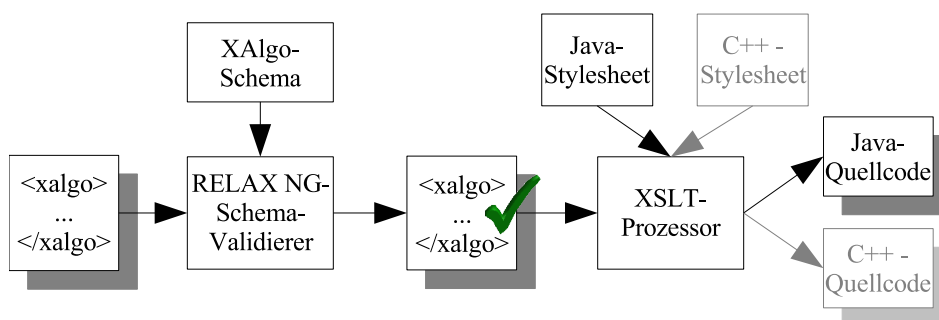 XAlgo-
Schema
Java-
Stylesheet
C++ -
Stylesheet
<xalgo>
...
</xalgo>
RELAX NG-
Schema-
Validierer
<xalgo>
...
</xalgo>
XSLT-
Prozessor
Java-
Quellcode
C++ -
Quellcode